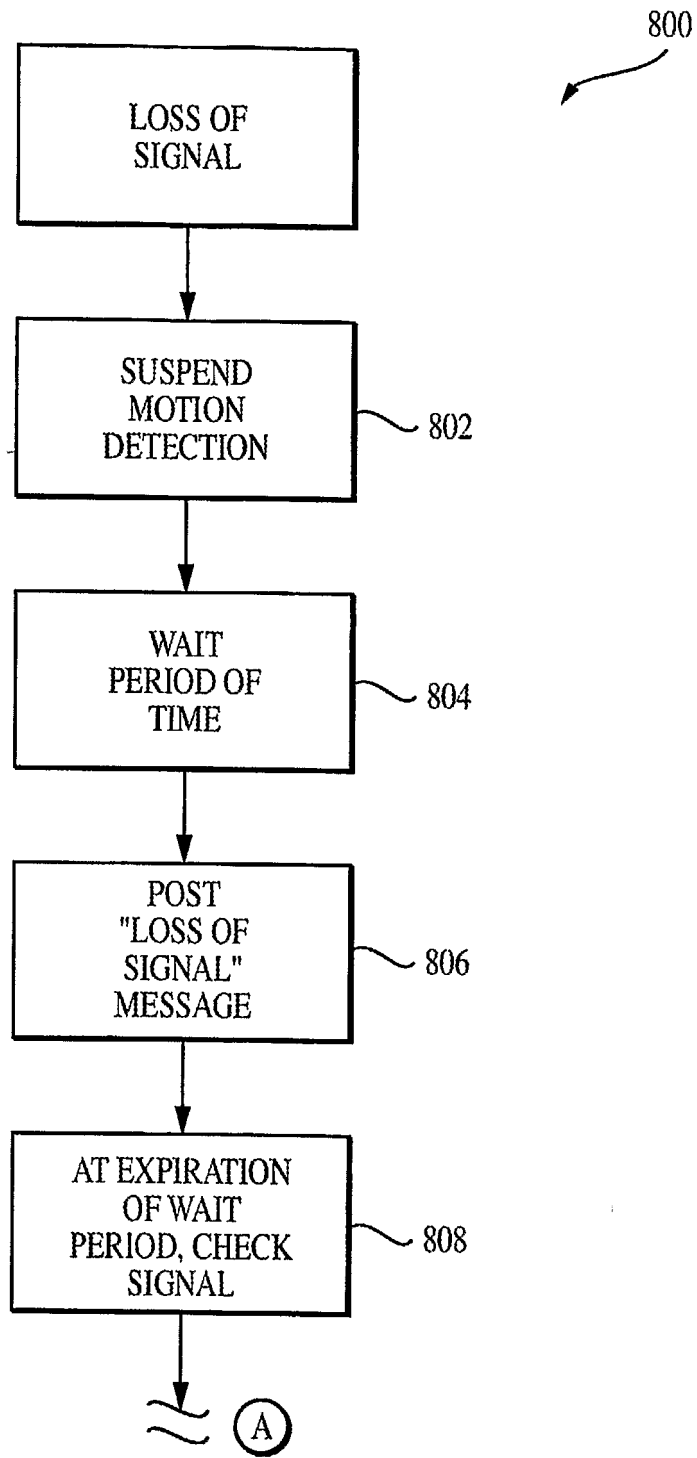 800
LOSS OF
SIGNAL
SUSPEND
MOTION
DETECTION
802
WAIT
PERIOD OF
TIME
804
POST
"LOSS OF
SIGNAL"
MESSAGE
806
AT EXPIRATION
OF WAIT
PERIOD, CHECK
SIGNAL
808
A